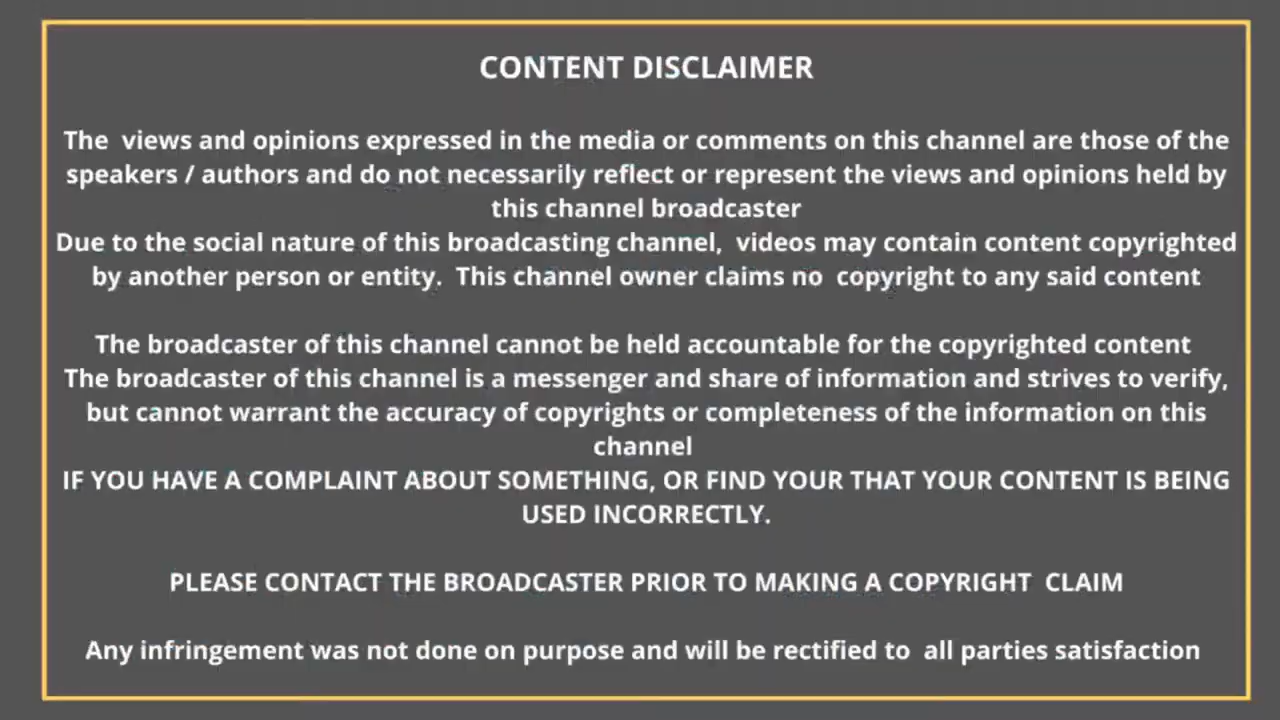 CONTENT DISCLAIMER
The  views and opinions expressed in the media or comments on this channel are those of the
speakers / authors and do not necessarily reflect or represent the views and opinions held by
this channel broadcaster
Due to the social nature of this broadcasting channel,  videos may contain content copyrighted
by another person or entity.  This channel owner claims no  copyright to any said content
The broadcaster of this channel cannot be held accountable for the copyrighted content
The broadcaster of this channel is a messenger and share of information and strives to verify,
but cannot warrant the accuracy of copyrights or completeness of the information on this
channel
IF YOU HAVE A COMPLAINT ABOUT SOMETHING, OR FIND YOUR THAT YOUR CONTENT IS BEING
USED INCORRECTLY.
PLEASE CONTACT THE BROADCASTER PRIOR TO MAKING A COPYRIGHT  CLAIM
Any infringement was not done on purpose and will be rectified to  all parties satisfaction